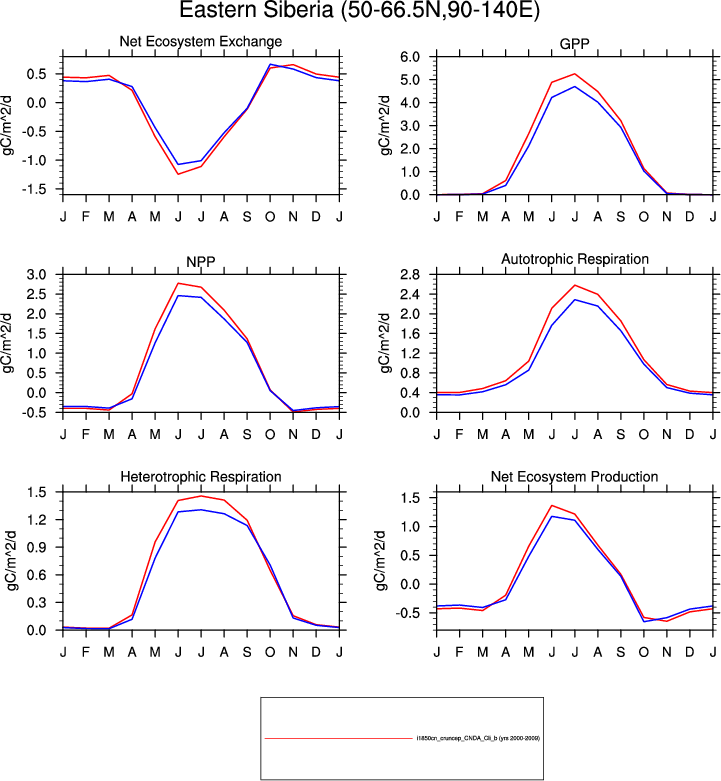 Eastern Siberia (50-66.5N,90-140E)
Net Ecosystem Exchange
gC/m^2/d
0.5
0.0
-0.5
-1.0
-1.5
J F M A M J J A S O N D J
GPP
gC/m^2/d
6.0
5.0
4.0
3.0
2.0
1.0
0.0
J F M A M J J A S O N D J
NPP
gC/m^2/d
3.0
2.5
2.0
1.5
1.0
0.5
0.0
-0.5
J F M A M J J A S O N D J
Autotrophic Respiration
gC/m^2/d
2.8
2.4
2.0
1.6
1.2
0.8
0.4
0.0
J F M A M J J A S O N D J
Heterotrophic Respiration
gC/m^2/d
1.5
1.2
0.9
0.6
0.3
0.0
J F M A M J J A S O N D J
Net Ecosystem Production
gC/m^2/d
1.5
1.0
0.5
0.0
-0.5
J F M A M J J A S O N D J
i1850cn_cruncep_CNDA_Cli_b (yrs 2000-2009)